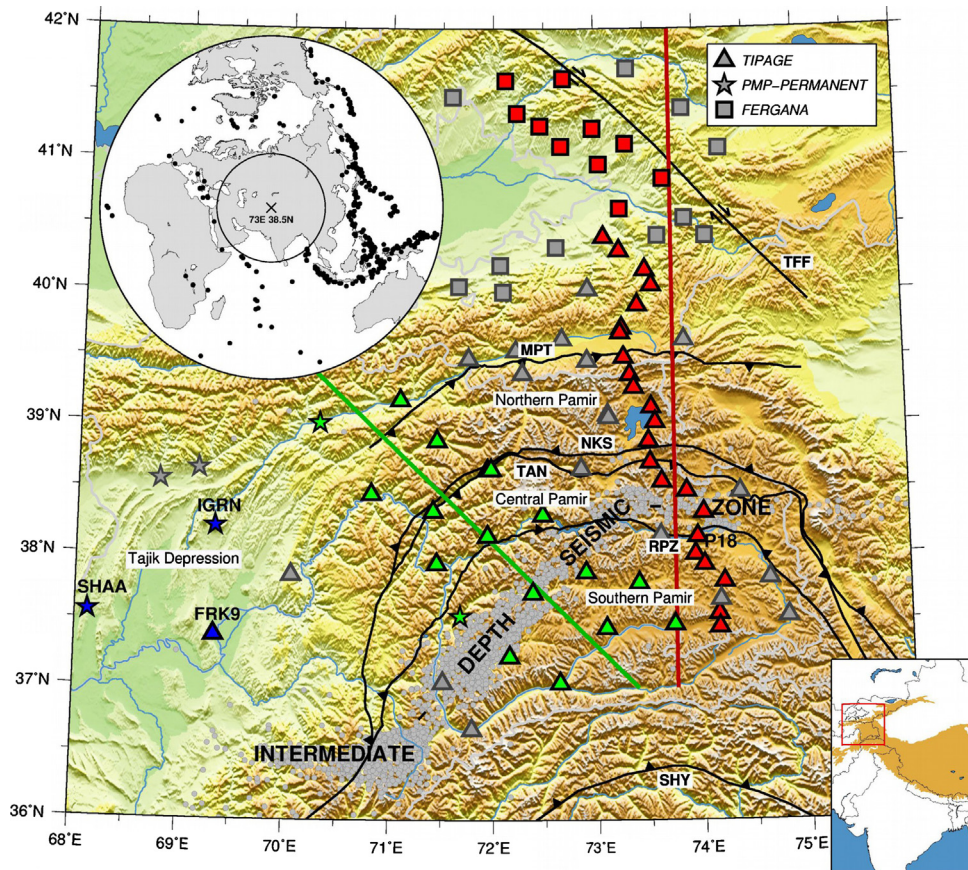 42°N
TIPAGE
PMP-PERMANENT
FERGANA
41°N
73E 38.5N
TFF
40°N
MPT
39°N
Northern Pamir
NKS
TAN
Central Pamir
IGRN
ZONE
SEISMIC
38°N
Tajik Depression
P18
RPZ
SHAA
Southern Pamir
FRK9
DEPTH
37°N
INTERMEDIATE
SHY
36°N
68°E
69°E
70°E
71°E
72°E
73°E
74°E
75°E